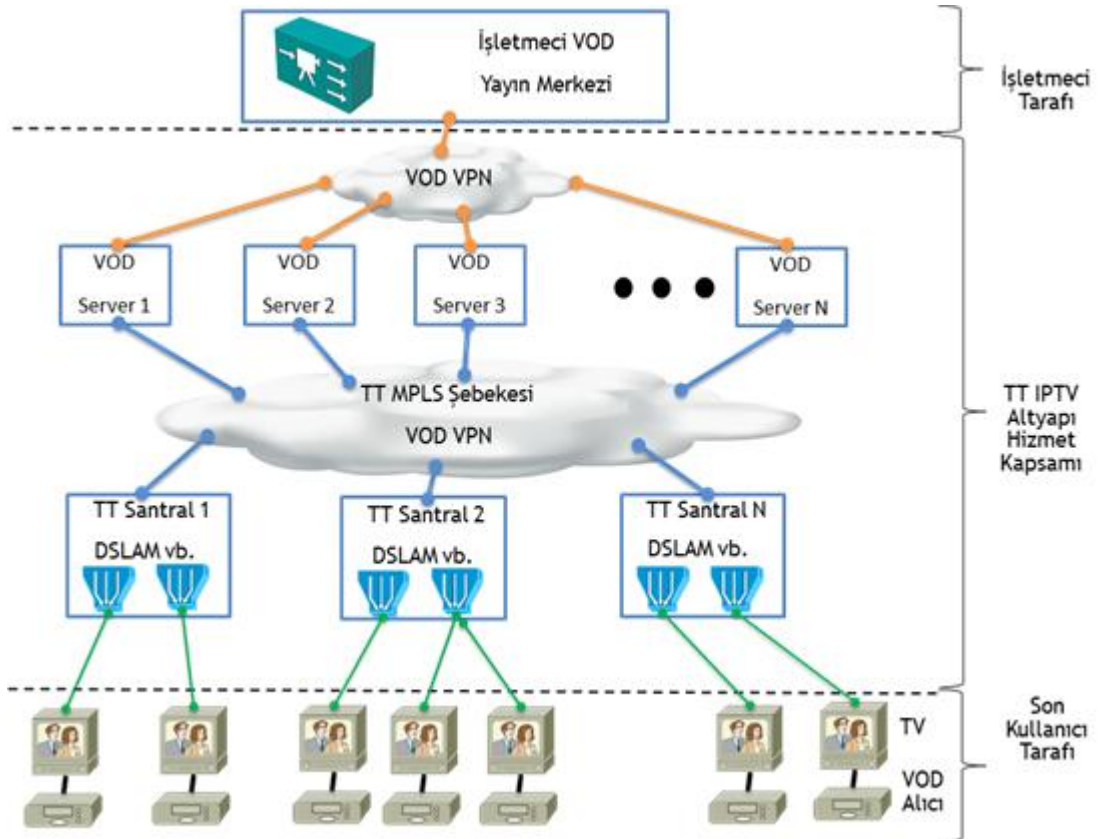 İşletmeci VOD
Yayın Merkezi
İşletmeci
Tarafı
VOD VPN
VOD
Server 1
VOD
Server 2
VOD
Server 3
VOD
Server N
TT MPLS Şebekesi
VOD VPN
TT IPTV
Altyapı
Hizmet
Kapsamı
TT Santral 1
DSLAM vb.
TT Santral 2
DSLAM vb.
TT Santral N
DSLAM vb.
TV
VOD
Alıcı
Son
Kullanıcı
Tarafı